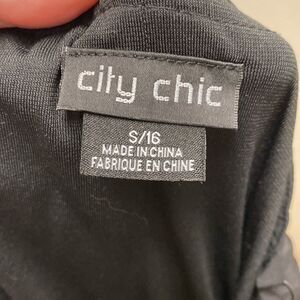 city chic
S/16
MADE IN CHINA
FABRIQUE EN CHINE